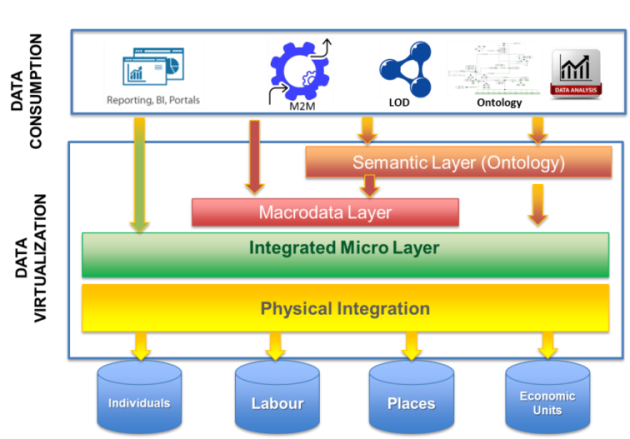 DATA
CONSUMPTION
Reporting, BI, Portals
M2M
LOD
Ontology
DATA ANALYSIS
DATA
VIRTUALIZATION
Semantic Layer (Ontology)
Macrodata Layer
Integrated Micro Layer
Physical Integration
Individuals
Labour
Places
Economic
Units